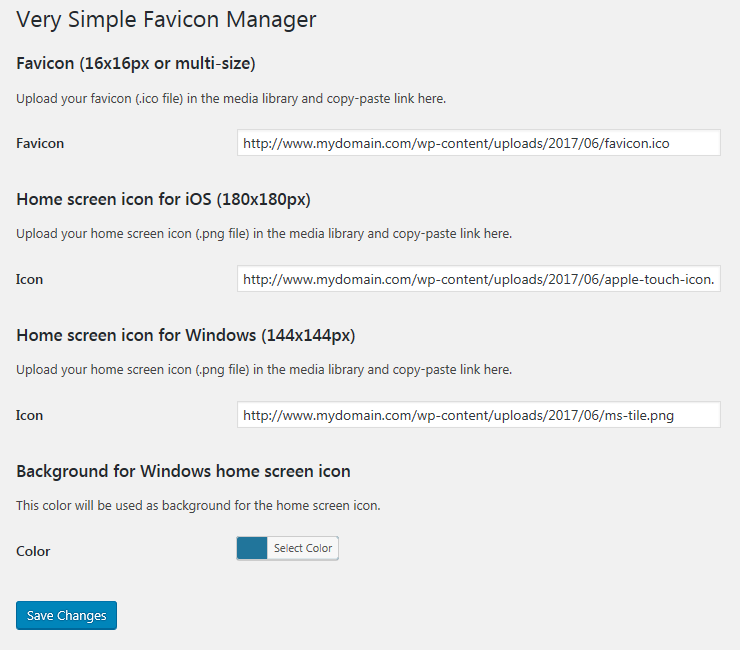 Very Simple Favicon Manager
Favicon (16x16px or multi-size)
Upload your favicon (.ico file) in the media library and copy-paste link here.
Favicon http://www.mydomain.com/wp-content/uploads/2017/06/favicon.ico
Home screen icon for iOS (180x180px)
Upload your home screen icon (.png file) in the media library and copy-paste link here.
Icon http://www.mydomain.com/wp-content/uploads/2017/06/apple-touch-icon.
Home screen icon for Windows (144x144px)
Upload your home screen icon (.png file) in the media library and copy-paste link here.
Icon http://www.mydomain.com/wp-content/uploads/2017/06/ms-tile.png
Background for Windows home screen icon
This color will be used as background for the home screen icon.
Color Select Color
Save Changes